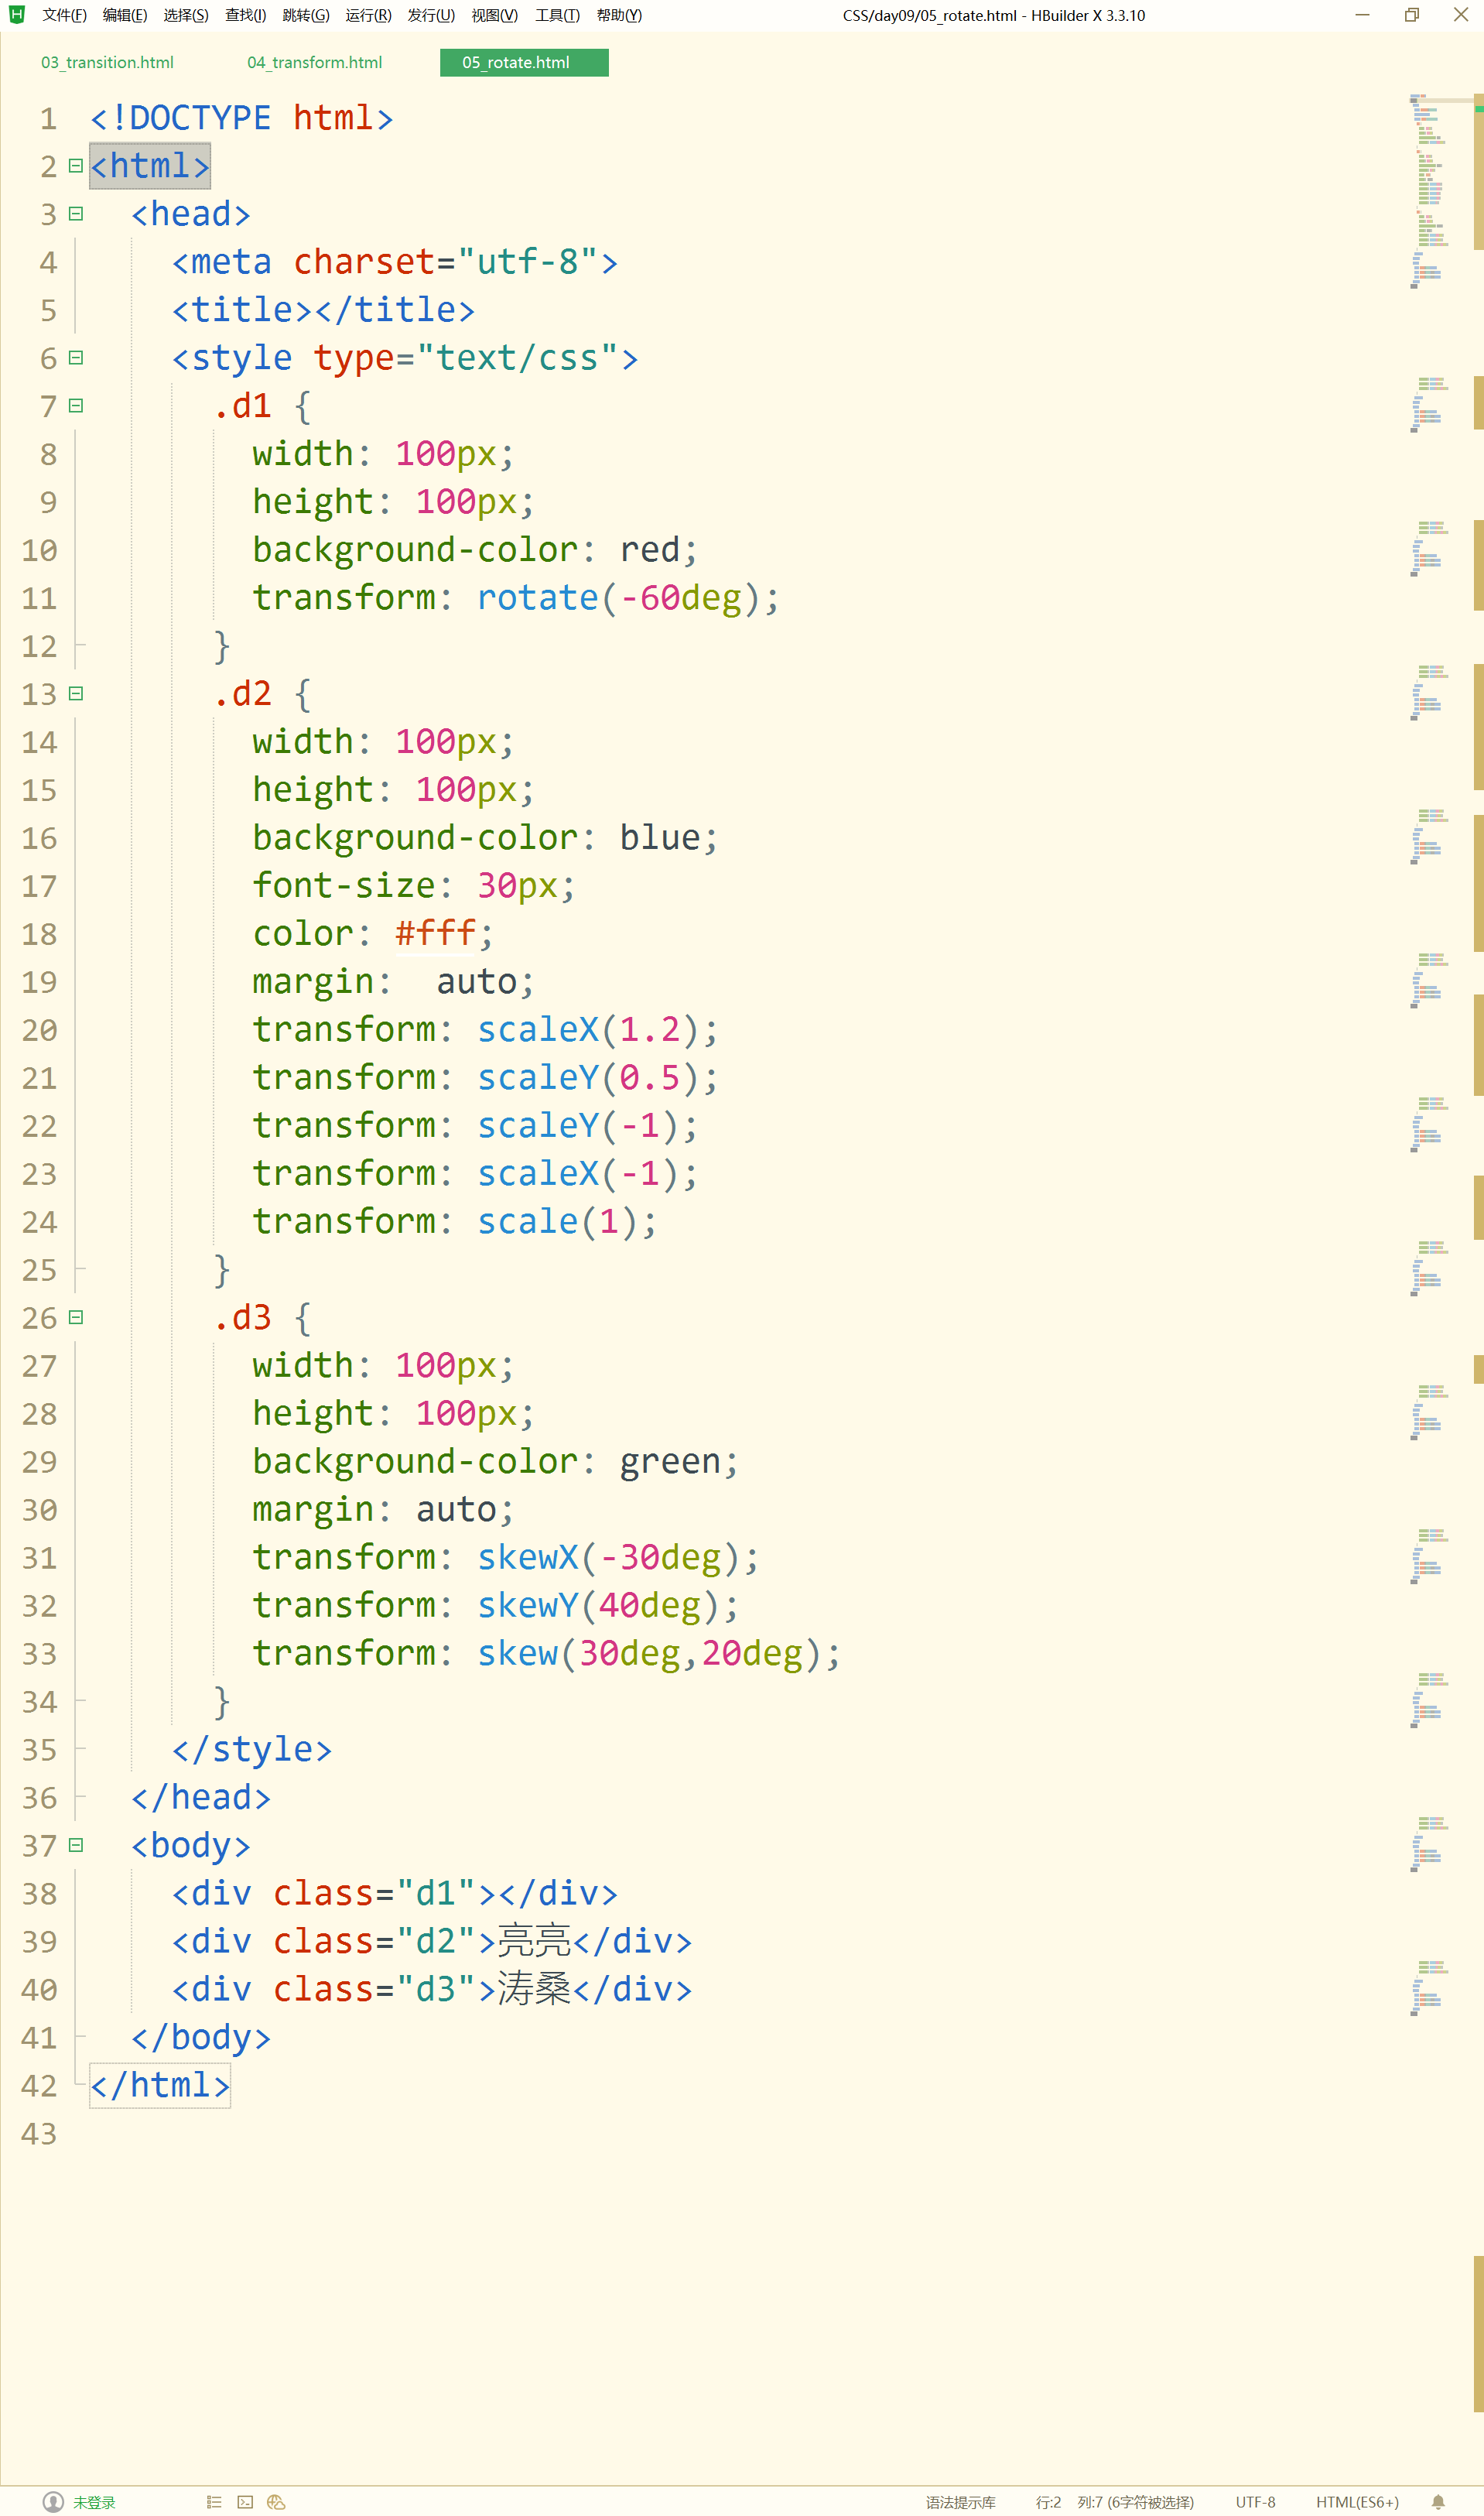 文件(F) 编辑(E) 选择(S) 查找(I) 跳转(G) 运行(R) 发行(U) 视图(V) 工具(T) 帮助(Y) CSS/day09/05_rotate.html - HBuilder X 3.3.10
03_transition.html 04_transform.html 05_rotate.html
1 <!DOCTYPE html>
2 <html>
3 <head>
4 <meta charset="utf-8">
5 <title></title>
6 <style type="text/css">
7 .d1 {
8 width: 100px;
9 height: 100px;
10 background-color: red;
11 transform: rotate(-60deg);
12 }
13 .d2 {
14 width: 100px;
15 height: 100px;
16 background-color: blue;
17 font-size: 30px;
18 color: #fff;
19 margin:  auto;
20 transform: scaleX(1.2);
21 transform: scaleY(0.5);
22 transform: scaleY(-1);
23 transform: scaleX(-1);
24 transform: scale(1);
25 }
26 .d3 {
27 width: 100px;
28 height: 100px;
29 background-color: green;
30 margin: auto;
31 transform: skewX(-30deg);
32 transform: skewY(40deg);
33 transform: skew(30deg,20deg);
34 }
35 </style>
36 </head>
37 <body>
38 <div class="d1"></div>
39 <div class="d2">亮亮</div>
40 <div class="d3">涛桑</div>
41 </body>
42 </html>
43
未登录 语法提示库 行:2 列:7 (6字符被选择) UTF-8 HTML(ES6+)